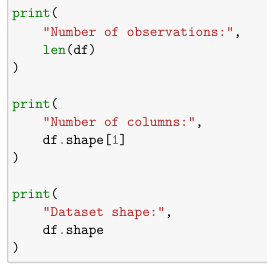 print(
    "Number of observations:",
    len(df)
)

print(
    "Number of columns:",
    df.shape[1]
)

print(
    "Dataset shape:",
    df.shape
)